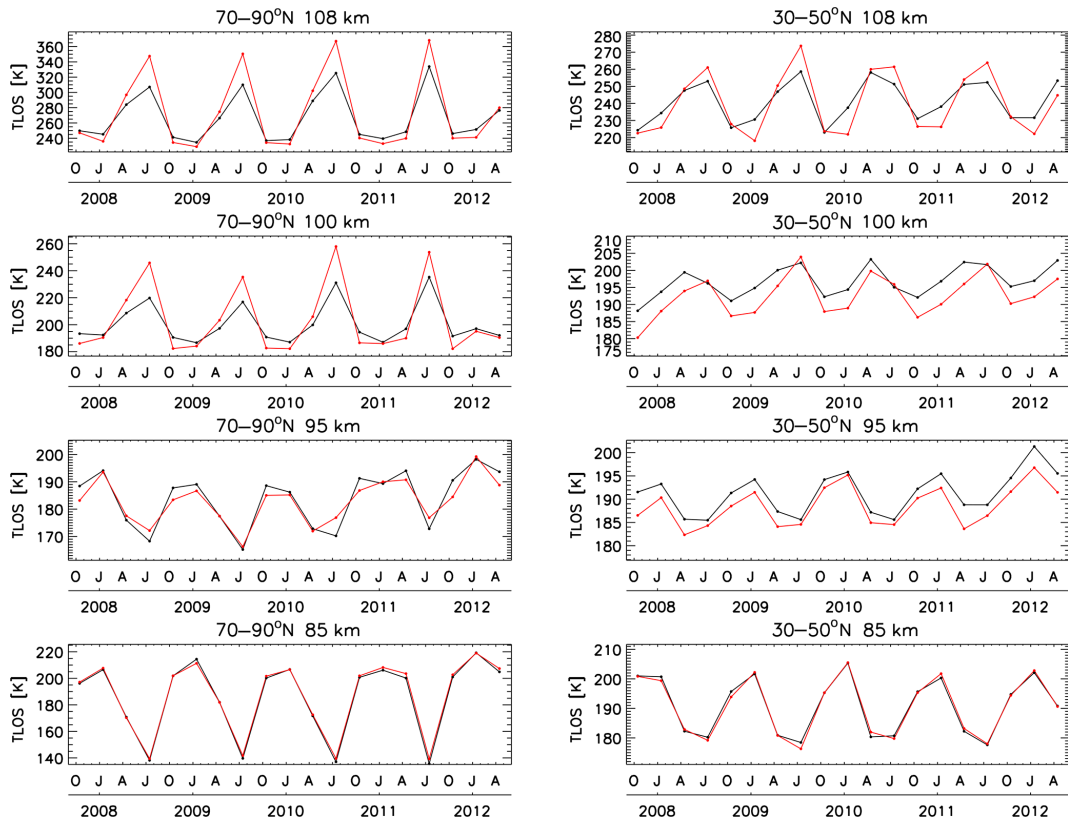 70–90°N 108 km
TLOS [K]
360
340
320
300
280
260
240
O J A J O J A J O J A J O J A J O J A
2008 2009 2010 2011 2012
30–50°N 108 km
TLOS [K]
280
270
260
250
240
230
220
O J A J O J A J O J A J O J A J O J A
2008 2009 2010 2011 2012
70–90°N 100 km
TLOS [K]
260
240
220
200
180
O J A J O J A J O J A J O J A J O J A
2008 2009 2010 2011 2012
30–50°N 100 km
TLOS [K]
210
205
200
195
190
185
180
175
O J A J O J A J O J A J O J A J O J A
2008 2009 2010 2011 2012
70–90°N 95 km
TLOS [K]
200
190
180
170
O J A J O J A J O J A J O J A J O J A
2008 2009 2010 2011 2012
30–50°N 95 km
TLOS [K]
200
195
190
185
180
O J A J O J A J O J A J O J A J O J A
2008 2009 2010 2011 2012
70–90°N 85 km
TLOS [K]
220
200
180
160
140
O J A J O J A J O J A J O J A J O J A
2008 2009 2010 2011 2012
30–50°N 85 km
TLOS [K]
210
200
190
180
O J A J O J A J O J A J O J A J O J A
2008 2009 2010 2011 2012